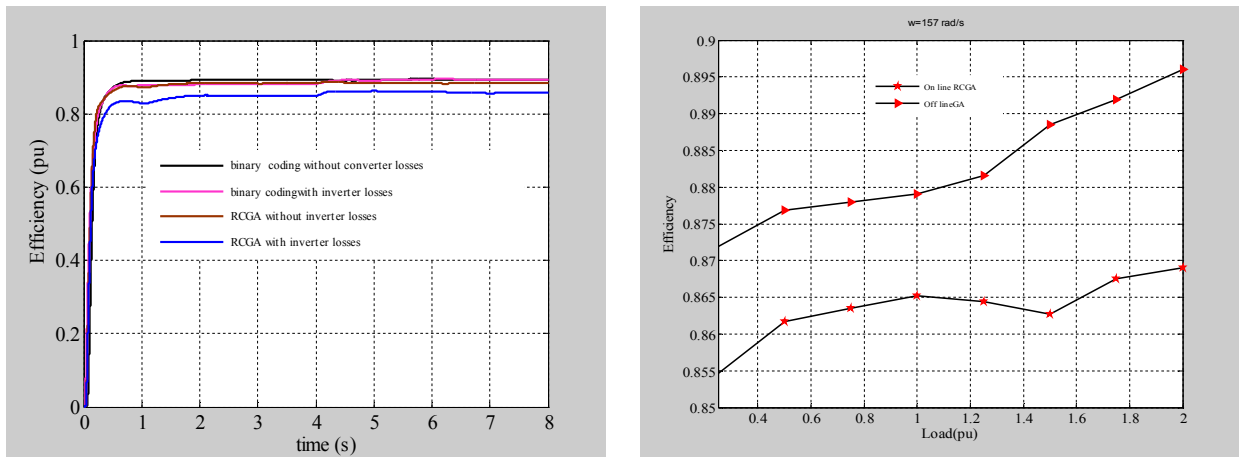 1
0.8
0.6
0.4
0.2
0
Efficiency (pu)
binary coding without converter losses
binary codingwith inverter losses
RCGA without inverter losses
RCGA with inverter losses
0 1 2 3 4 5 6 7 8
time (s)
w=157 rad/s
0.9
0.895
0.89
0.885
0.88
0.875
0.87
0.865
0.86
0.855
0.85
Efficiency
On line RCGA
Off lineGA
0.4 0.6 0.8 1 1.2 1.4 1.6 1.8 2
Load(pu)